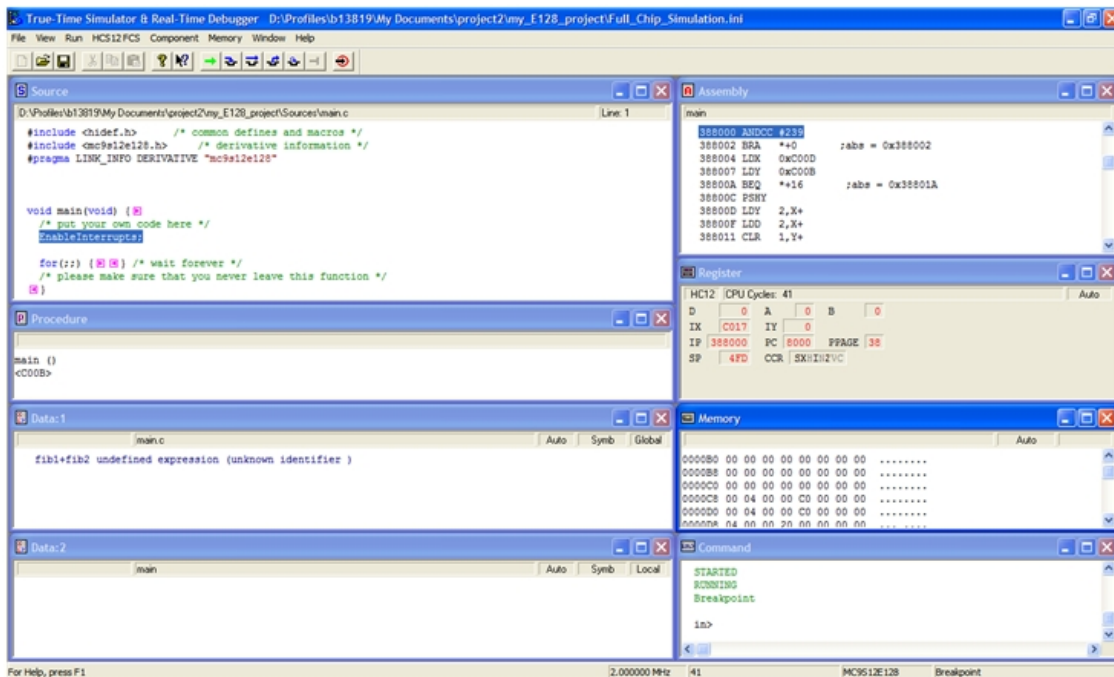 True-Time Simulator & Real-Time Debugger D:\Profiles\b13819\My Documents\project2\my_E128_project\Full_Chip_Simulation.ini
File View Run HCS12FCS Component Memory Window Help
Source
D:\Profiles\b13819\My Documents\project2\my_E128_project\Sources\main.c Line: 1
#include <hidef.h> /* common defines and macros */
#include <mc9s12e128.h> /* derivative information */
#pragma LINK_INFO DERIVATIVE "mc9s12e128"
void main(void) {
/* put your own code here */
EnableInterrupts;
for(;;) { } /* wait forever */
/* please make sure that you never leave this function */
}
Procedure
main ()
<C00B>
Data:1
main.c Auto Symb Global
fib1+fib2 undefined expression (unknown identifier )
Data:2
main Auto Symb Local
Assembly
main
388000 ANDCC #239
388002 BRA *+0 ;abs = 0x388002
388004 LDX 0xC00D
388007 LDY 0xC00B
38800A BEQ *+16 ;abs = 0x38801A
38800C PSHY
38800D LDY 2,X+
38800F LDD 2,X+
388011 CLR 1,Y+
Register
HC12 CPU Cycles: 41 Auto
D 0 A 0 B 0
IX C017 IY 0
IP 388000 PC 8000 PPAGE 38
SP 4FD CCR SXHINZVC
Memory
Auto
0000B0 00 00 00 00 00 00 00 00 ........
0000B8 00 00 00 00 00 00 00 00 ........
0000C0 00 00 00 00 00 00 00 00 ........
0000C8 00 04 00 00 C0 00 00 00 ........
0000D0 00 04 00 00 C0 00 00 00 ........
0000D8 04 00 00 20 00 00 00 00 ... ....
Command
STARTED
RUNNING
Breakpoint
in>
For Help, press F1 2.000000 MHz 41 MC9S12E128 Breakpoint